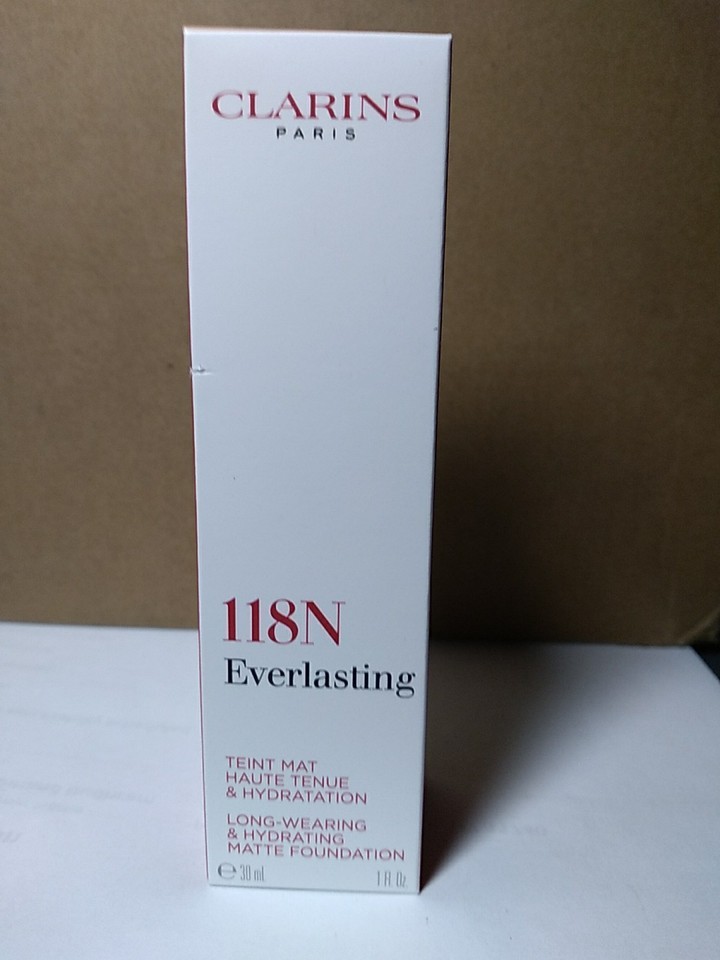 CLARINS
PARIS
118N
Everlasting
TEINT MAT
HAUTE TENUE
& HYDRATATION
LONG-WEARING
& HYDRATING
MATTE FOUNDATION
℮ 30 ml 1 Fl. Oz.